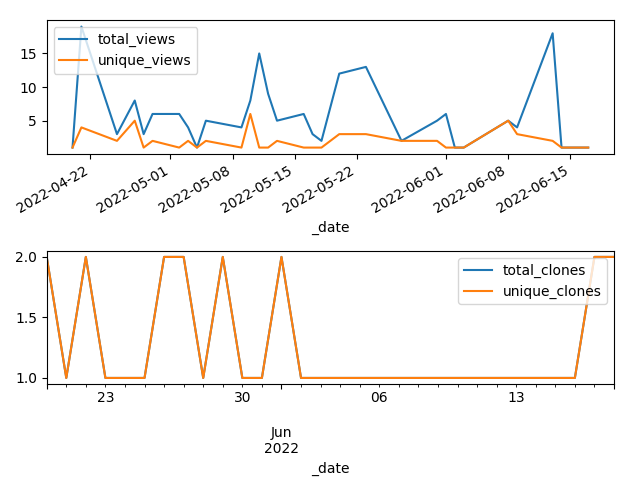 total_views
unique_views
15
10
5
2022-04-22
2022-05-01
2022-05-08
2022-05-15
2022-05-22
2022-06-01
2022-06-08
2022-06-15
_date
2.0
1.5
1.0
total_clones
unique_clones
23
30
06
13
Jun
2022
_date